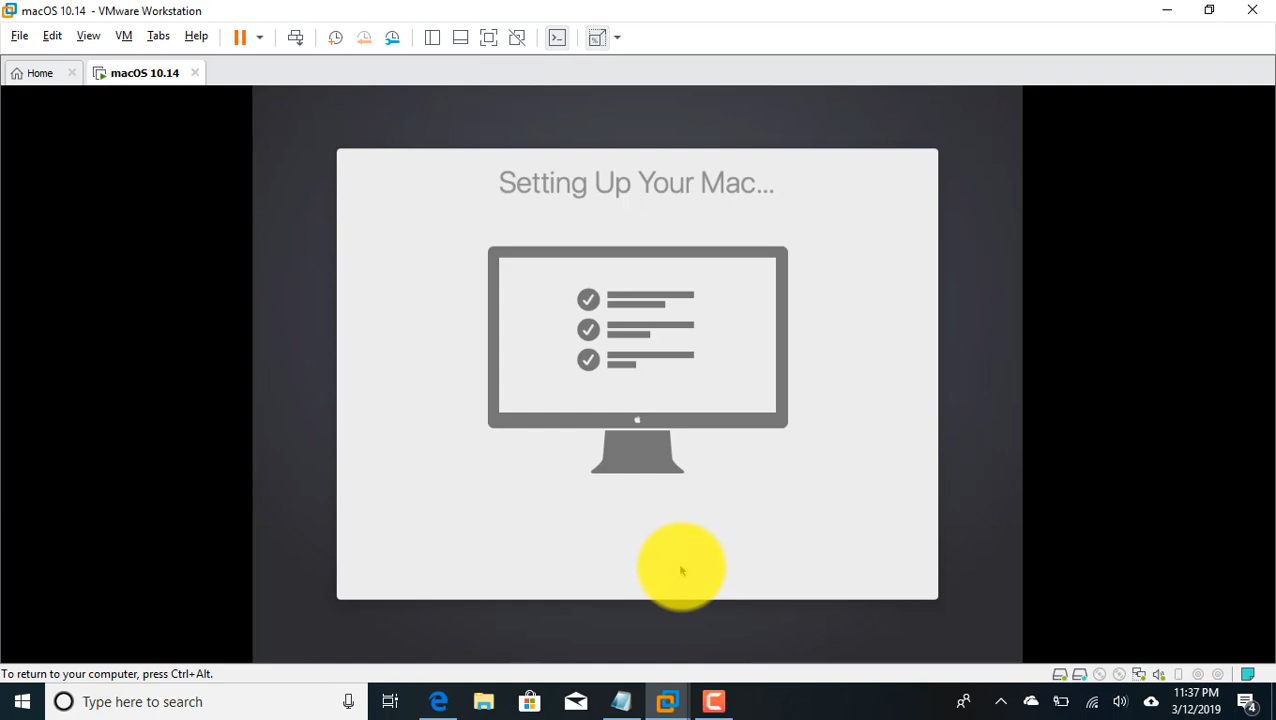 macOS 10.14 - VMware Workstation
File Edit View VM Tabs Help
Home macOS 10.14
Setting Up Your Mac...
To return to your computer, press Ctrl+Alt.
Type here to search
11:37 PM
3/12/2019
4